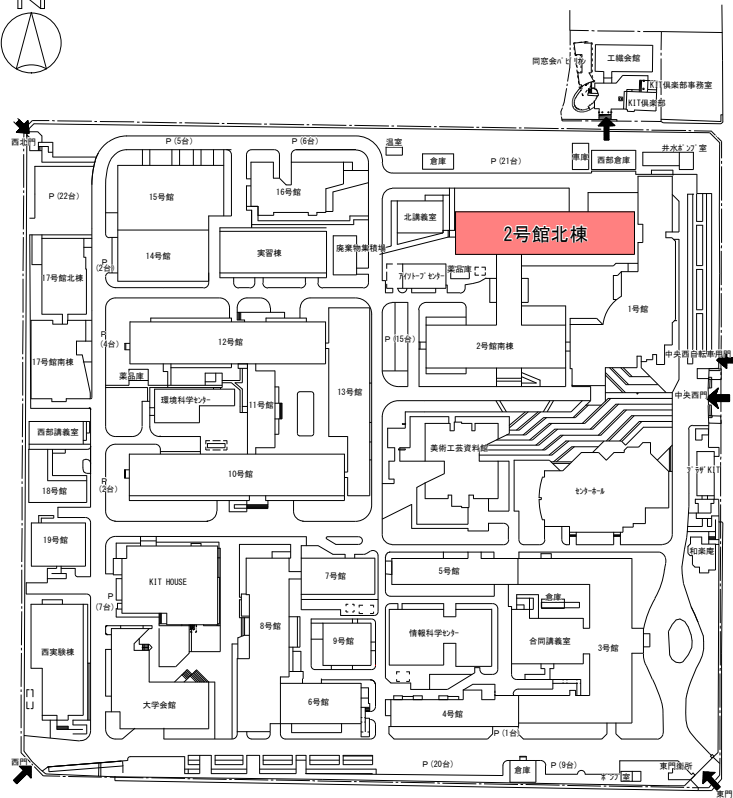 N
同窓会パビリオン
工繊会館
KIT倶楽部事務室
KIT倶楽部
西北門
P (5台)
P (6台)
温室
倉庫
P (21台)
車庫
西部倉庫
井水ポンプ室
P (22台)
15号館
16号館
北講義室
2号館北棟
14号館
実習棟
廃棄物集積場
P
(2台)
17号館北棟
アイソトープセンター
薬品庫
1号館
P
(4台)
12号館
P (15台)
2号館南棟
中央西自転車用門
17号館南棟
薬品庫
環境科学センター
11号館
13号館
中央西門
西部講義室
美術工芸資料館
10号館
センターホール
プラザKIT
18号館
P
(2台)
19号館
和楽庵
KIT HOUSE
7号館
5号館
P
(7台)
8号館
9号館
情報科学センター
倉庫
合同講義室
3号館
西実験棟
大学会館
6号館
4号館
P (1台)
西門
P (20台)
倉庫
P (9台)
ポンプ室
東門衛所
東門